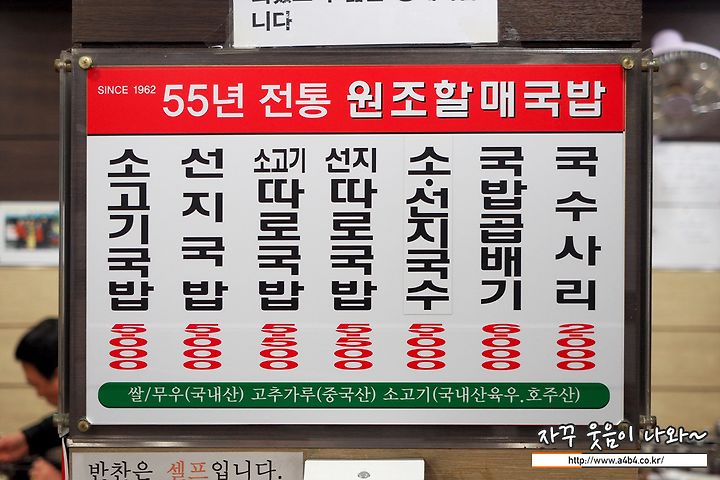 니다
SINCE 1962 55년 전통 원조할매국밥
소고기국밥
5000
선지국밥
5000
소고기따로국밥
5500
선지따로국밥
5500
소·선지국수
5000
국밥곱배기
6000
국수사리
2000
쌀/무우(국내산) 고추가루(중국산) 소고기(국내산육우.호주산)
반찬은 셀프입니다.
자꾸 웃음이 나와~
http://www.a4b4.co.kr/